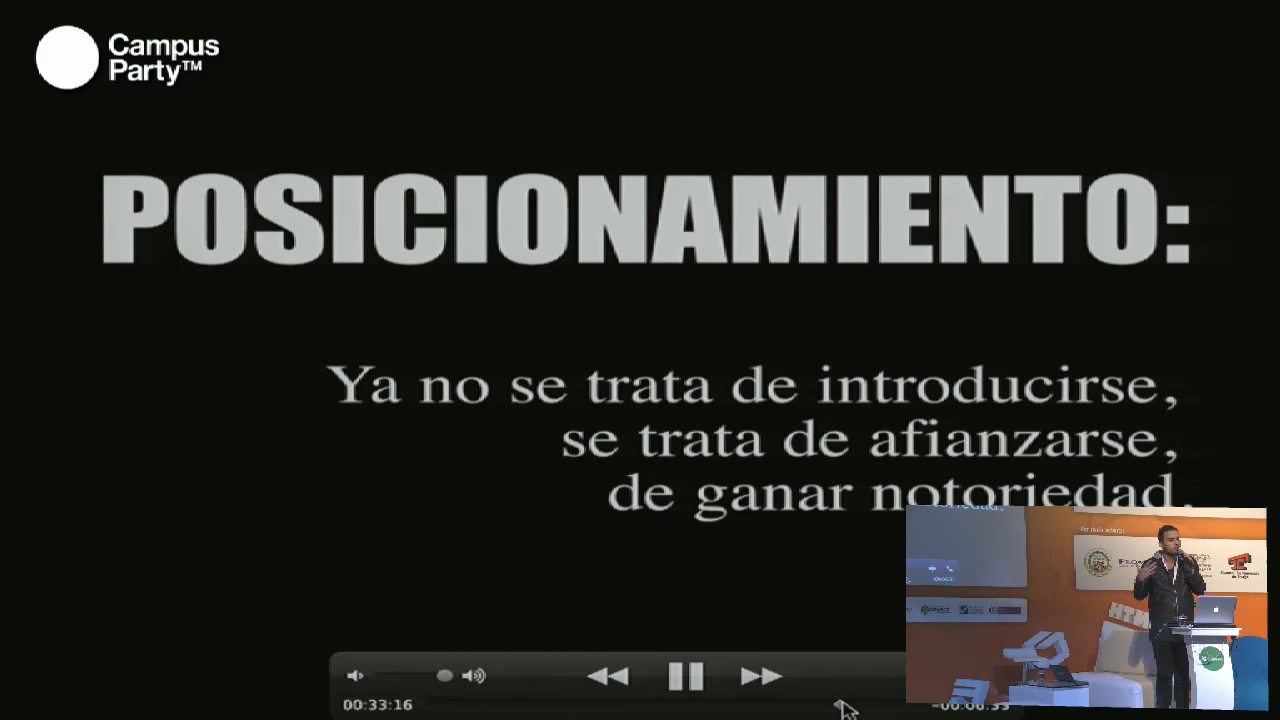 Campus
Party™
POSICIONAMIENTO:
Ya no se trata de introducirse,
se trata de afianzarse,
de ganar notoriedad.
00:33:16
HTM